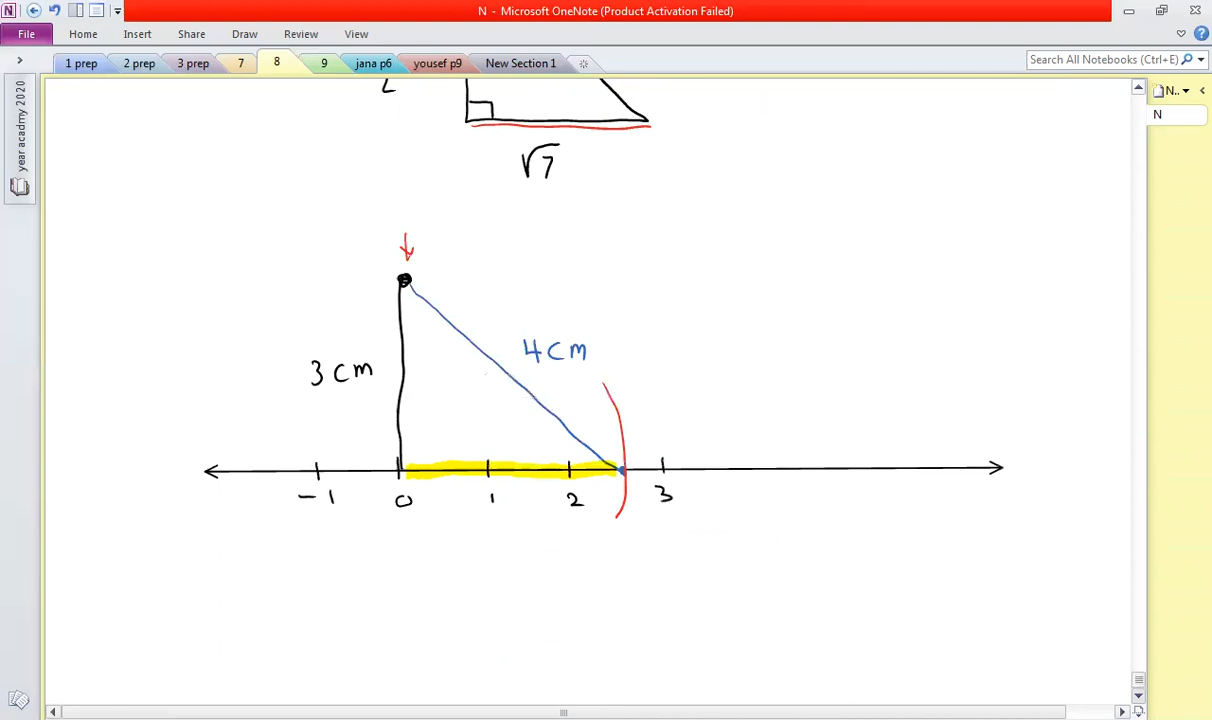 N - Microsoft OneNote (Product Activation Failed)
File Home Insert Share Draw Review View
1 prep 2 prep 3 prep 7 8 9 jana p6 yousef p9 New Section 1
Search All Notebooks (Ctrl+E)
N..
N
year acadmy 2020
√7
3 cm
4 cm
-1 0 1 2 3